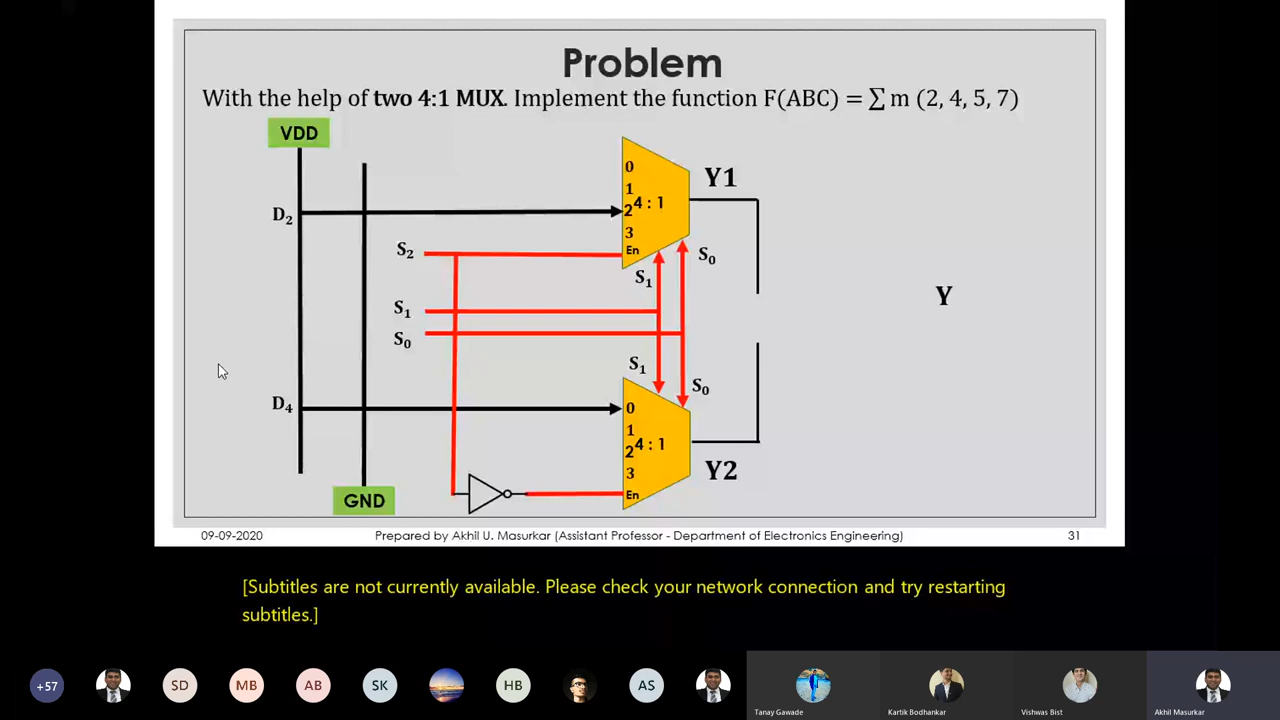 Problem
With the help of two 4:1 MUX. Implement the function F(ABC) = ∑ m (2, 4, 5, 7)
VDD
0
1
2
3
4 : 1
En
Y1
D₂
S₂
S₁
S₀
S₁
S₀
Y
S₁
S₀
D₄
0
1
2
3
4 : 1
En
Y2
GND
09-09-2020
Prepared by Akhil U. Masurkar (Assistant Professor - Department of Electronics Engineering)
31
[Subtitles are not currently available. Please check your network connection and try restarting
subtitles.]
+57
SD
MB
AB
SK
HB
AS
Tanay Gawade
Kartik Bodhankar
Vishwas Bist
Akhil Masurkar